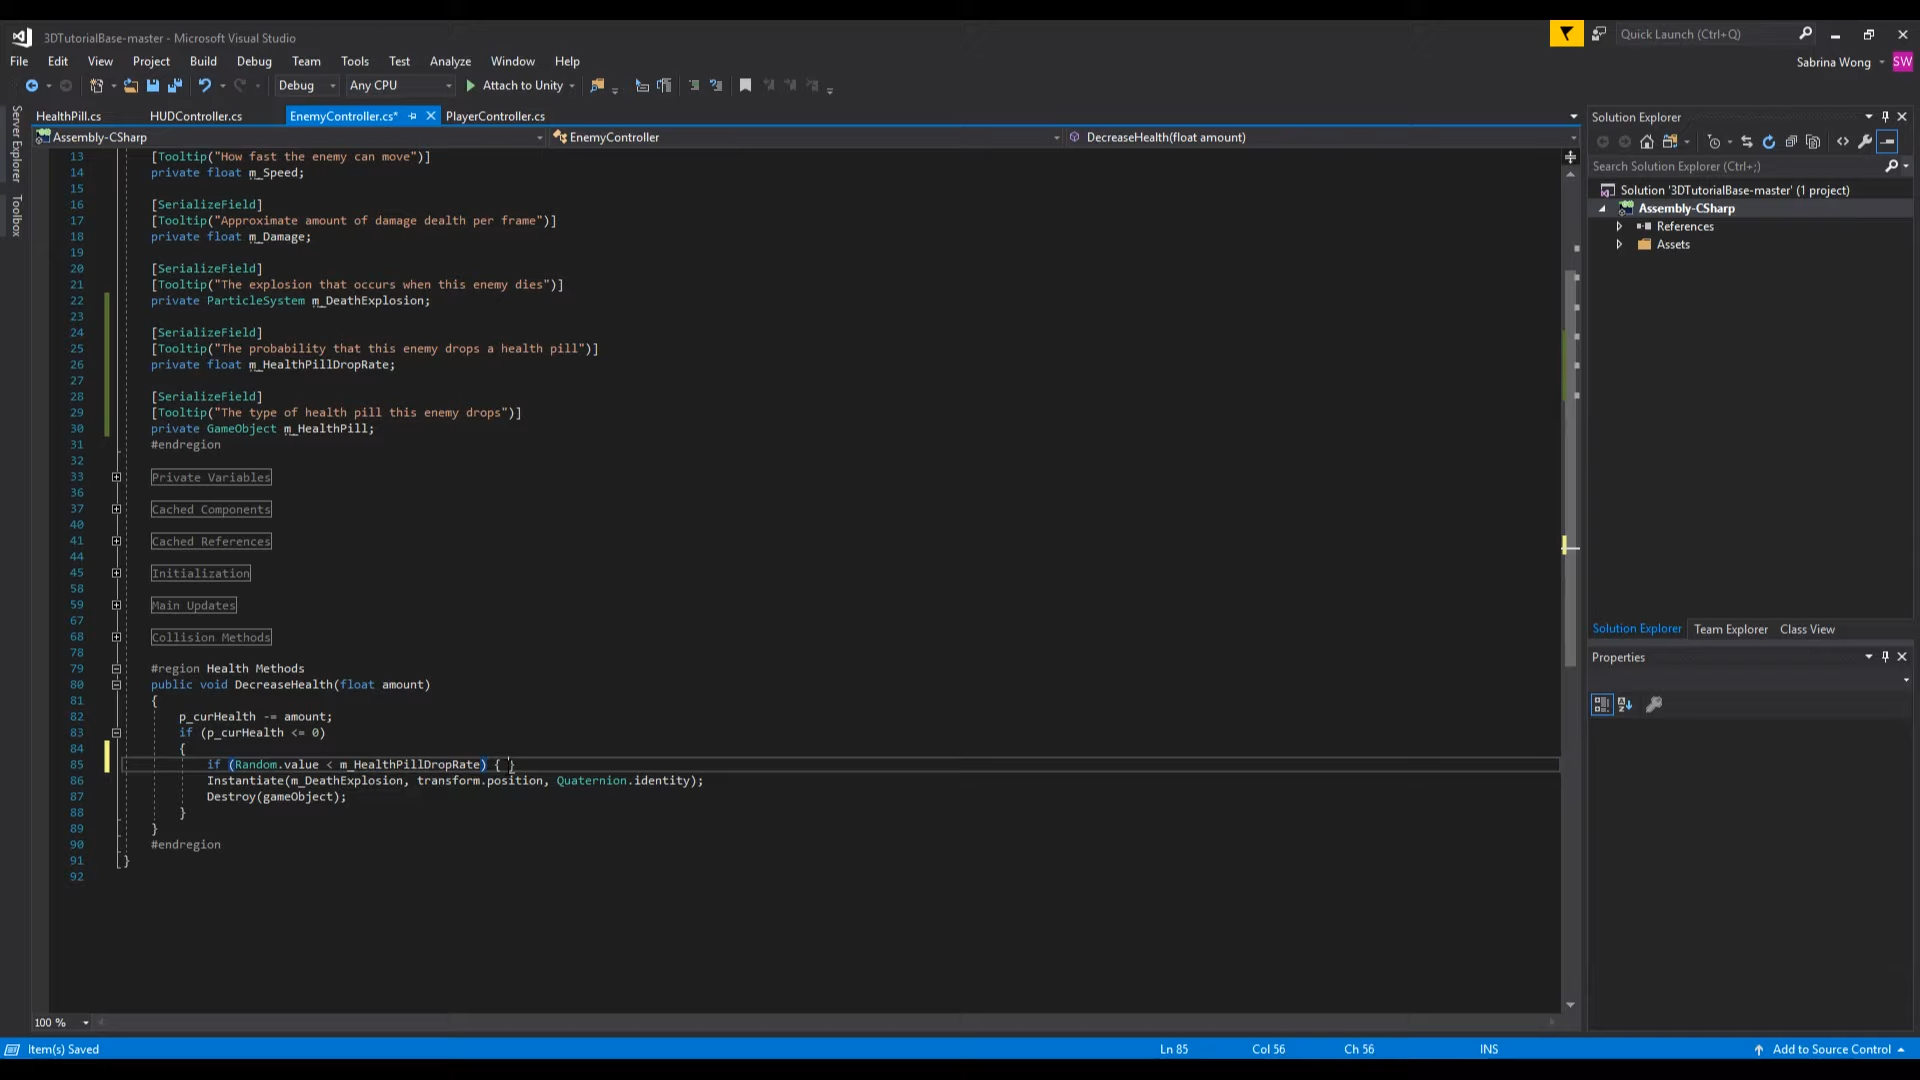 3DTutorialBase-master - Microsoft Visual Studio
Quick Launch (Ctrl+Q)
File Edit View Project Build Debug Team Tools Test Analyze Window Help
Sabrina Wong SW
Debug Any CPU Attach to Unity
Server Explorer
Toolbox
HealthPill.cs HUDController.cs EnemyController.cs* PlayerController.cs
Assembly-CSharp EnemyController DecreaseHealth(float amount)
13 [Tooltip("How fast the enemy can move")]
14 private float m_Speed;
15
16 [SerializeField]
17 [Tooltip("Approximate amount of damage dealth per frame")]
18 private float m_Damage;
19
20 [SerializeField]
21 [Tooltip("The explosion that occurs when this enemy dies")]
22 private ParticleSystem m_DeathExplosion;
23
24 [SerializeField]
25 [Tooltip("The probability that this enemy drops a health pill")]
26 private float m_HealthPillDropRate;
27
28 [SerializeField]
29 [Tooltip("The type of health pill this enemy drops")]
30 private GameObject m_HealthPill;
31 #endregion
32
33 Private Variables
36
37 Cached Components
40
41 Cached References
44
45 Initialization
58
59 Main Updates
67
68 Collision Methods
78
79 #region Health Methods
80 public void DecreaseHealth(float amount)
81 {
82 p_curHealth -= amount;
83 if (p_curHealth <= 0)
84 {
85 if (Random.value < m_HealthPillDropRate) { }
86 Instantiate(m_DeathExplosion, transform.position, Quaternion.identity);
87 Destroy(gameObject);
88 }
89 }
90 #endregion
91 }
92
100 %
Solution Explorer
Search Solution Explorer (Ctrl+;)
Solution '3DTutorialBase-master' (1 project)
Assembly-CSharp
References
Assets
Solution Explorer Team Explorer Class View
Properties
Item(s) Saved Ln 85 Col 56 Ch 56 INS Add to Source Control